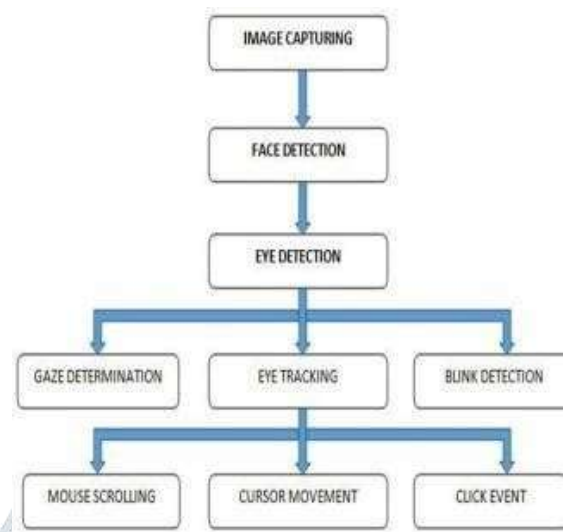 IMAGE CAPTURING
FACE DETECTION
EYE DETECTION
GAZE DETERMINATION
EYE TRACKING
BLINK DETECTION
MOUSE SCROLLING
CURSOR MOVEMENT
CLICK EVENT